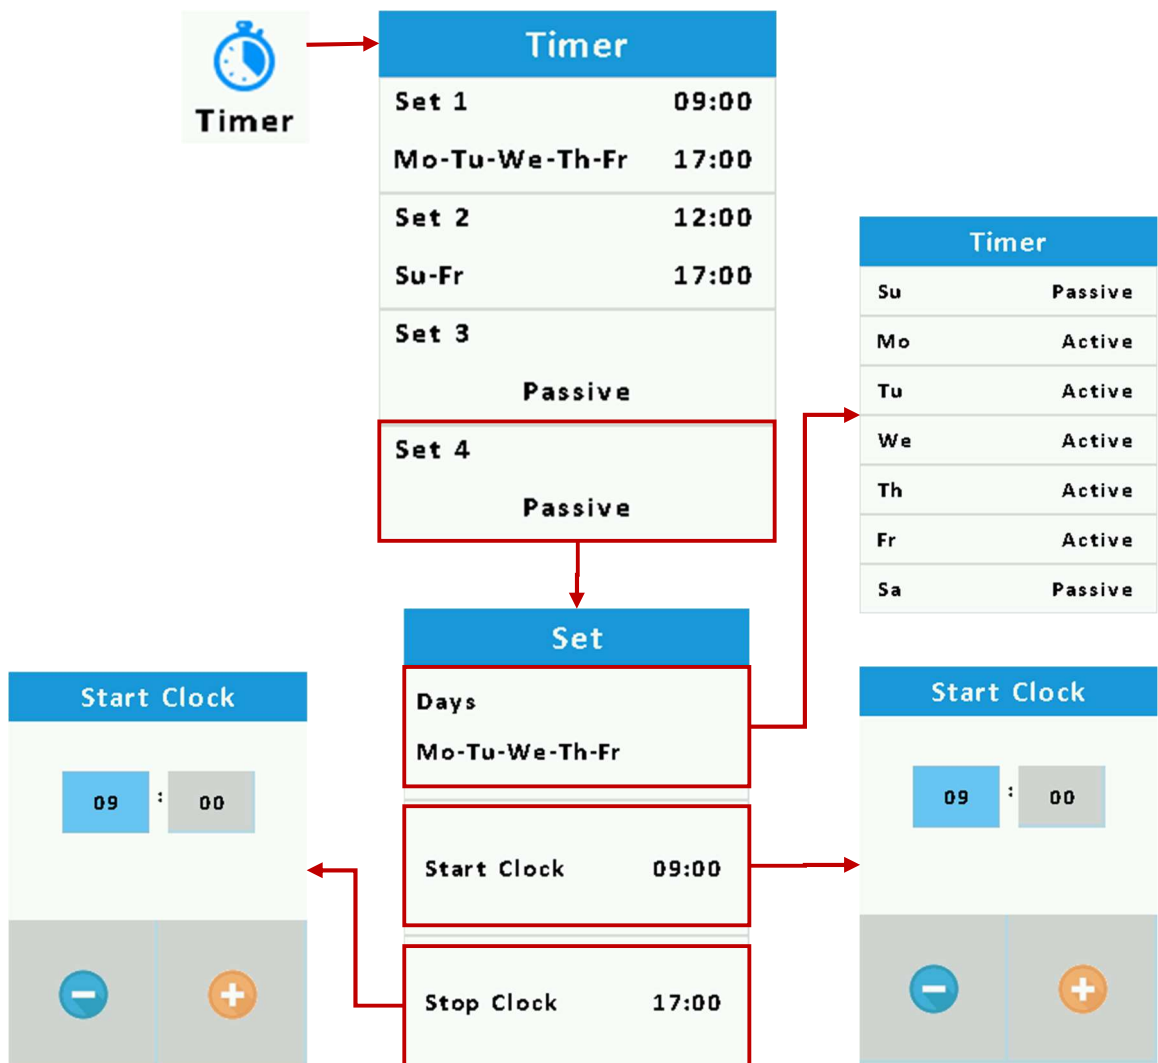 Timer
Timer
Set 1 09:00
Mo-Tu-We-Th-Fr 17:00
Set 2 12:00
Su-Fr 17:00
Set 3
Passive
Set 4
Passive
Timer
Su Passive
Mo Active
Tu Active
We Active
Th Active
Fr Active
Sa Passive
Set
Days
Mo-Tu-We-Th-Fr
Start Clock 09:00
Stop Clock 17:00
Start Clock
09 : 00
Start Clock
09 : 00